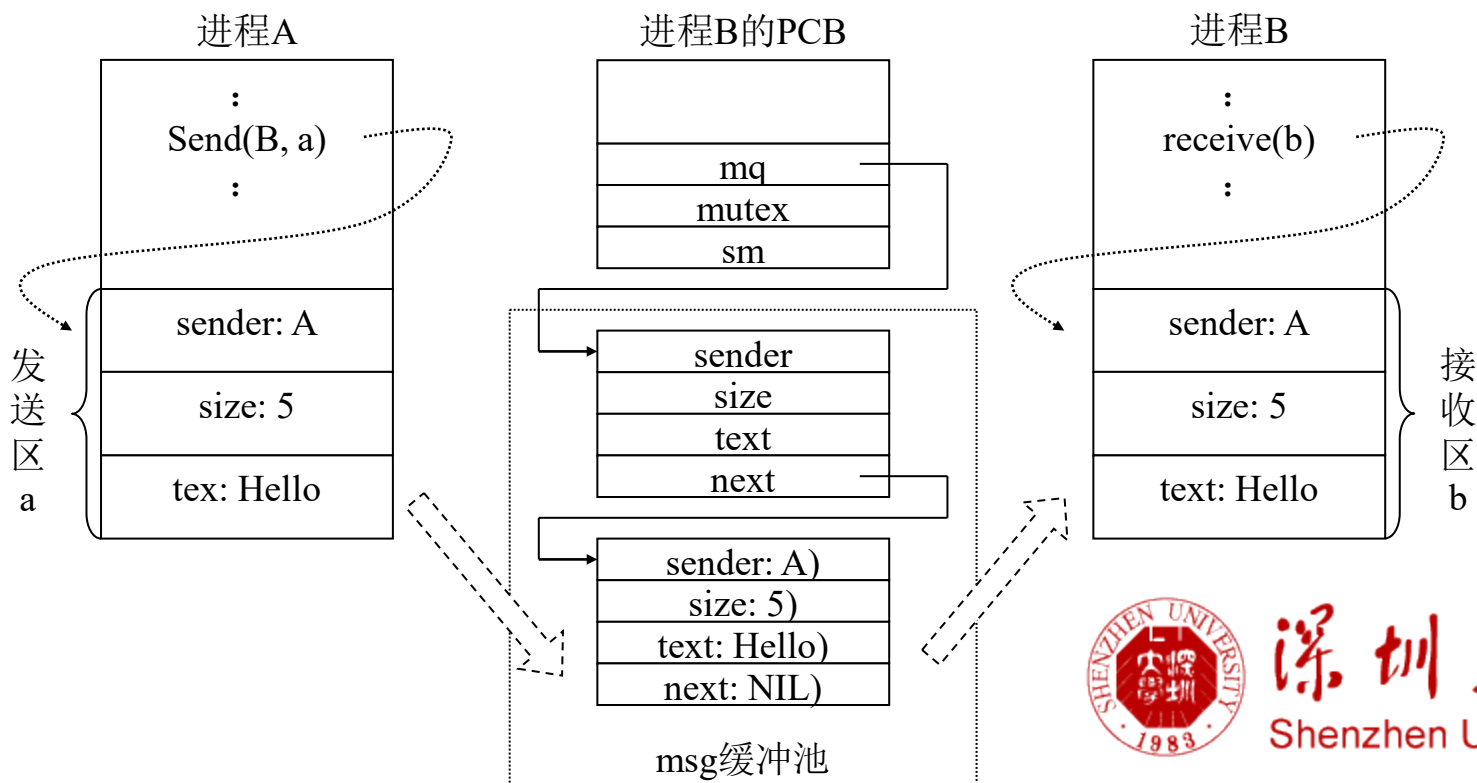 进程A
进程B的PCB
进程B
:
Send(B, a)
:
sender: A
size: 5
tex: Hello
发送区a
mq
mutex
sm
sender
size
text
next
sender: A)
size: 5)
text: Hello)
next: NIL)
msg缓冲池
:
receive(b)
:
sender: A
size: 5
text: Hello
接收区b
SHENZHEN UNIVERSITY
·1983·
深圳
Shenzhen U